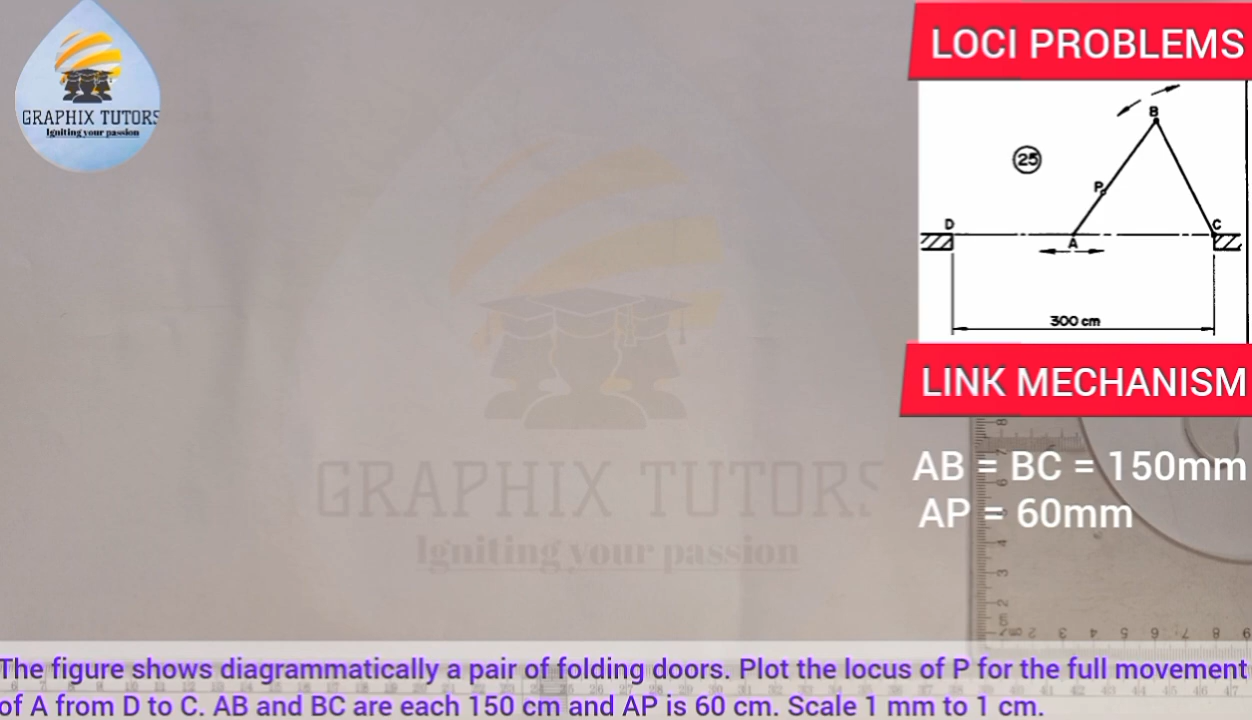 GRAPHIX TUTORS
Igniting your passion
LOCI PROBLEMS
B
25
P
D
C
A
300 cm
LINK MECHANISM
AB = BC = 150mm
AP = 60mm
GRAPHIX TUTORS
Igniting your passion
The figure shows diagrammatically a pair of folding doors. Plot the locus of P for the full movement
of A from D to C. AB and BC are each 150 cm and AP is 60 cm. Scale 1 mm to 1 cm.